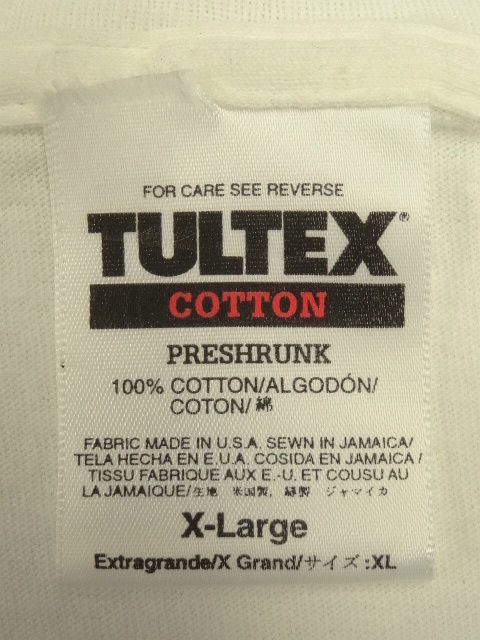 FOR CARE SEE REVERSE
TULTEX®
COTTON
PRESHRUNK
100% COTTON/ALGODÓN/
COTON/綿
FABRIC MADE IN U.S.A. SEWN IN JAMAICA/
TELA HECHA EN E.U.A. COSIDA EN JAMAICA /
TISSU FABRIQUE AUX E.-U. ET COUSU AU
LA JAMAIQUE/生地 米国製, 縫製 ジャマイカ
X-Large
Extragrande/X Grand/サイズ:XL